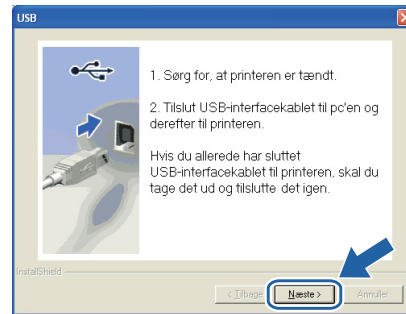 USB
1. Sørg for, at printeren er tændt.
2. Tilslut USB-interfacekablet til pc'en og
derefter til printeren.
Hvis du allerede har sluttet
USB-interfacekablet til printeren, skal du
tage det ud og tilslutte det igen.
InstallShield
< Tilbage
Næste >
Annuller